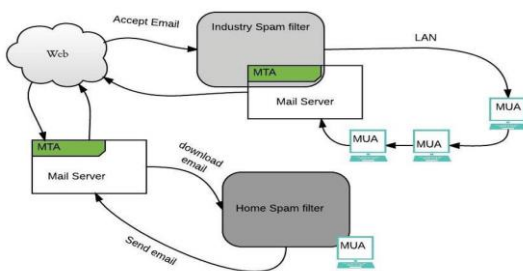 Accept Email
Industry Spam filter
LAN
Web
MTA
Mail Server
MUA
MUA
MUA
MTA
Mail Server
download
email
Home Spam filter
MUA
Send email